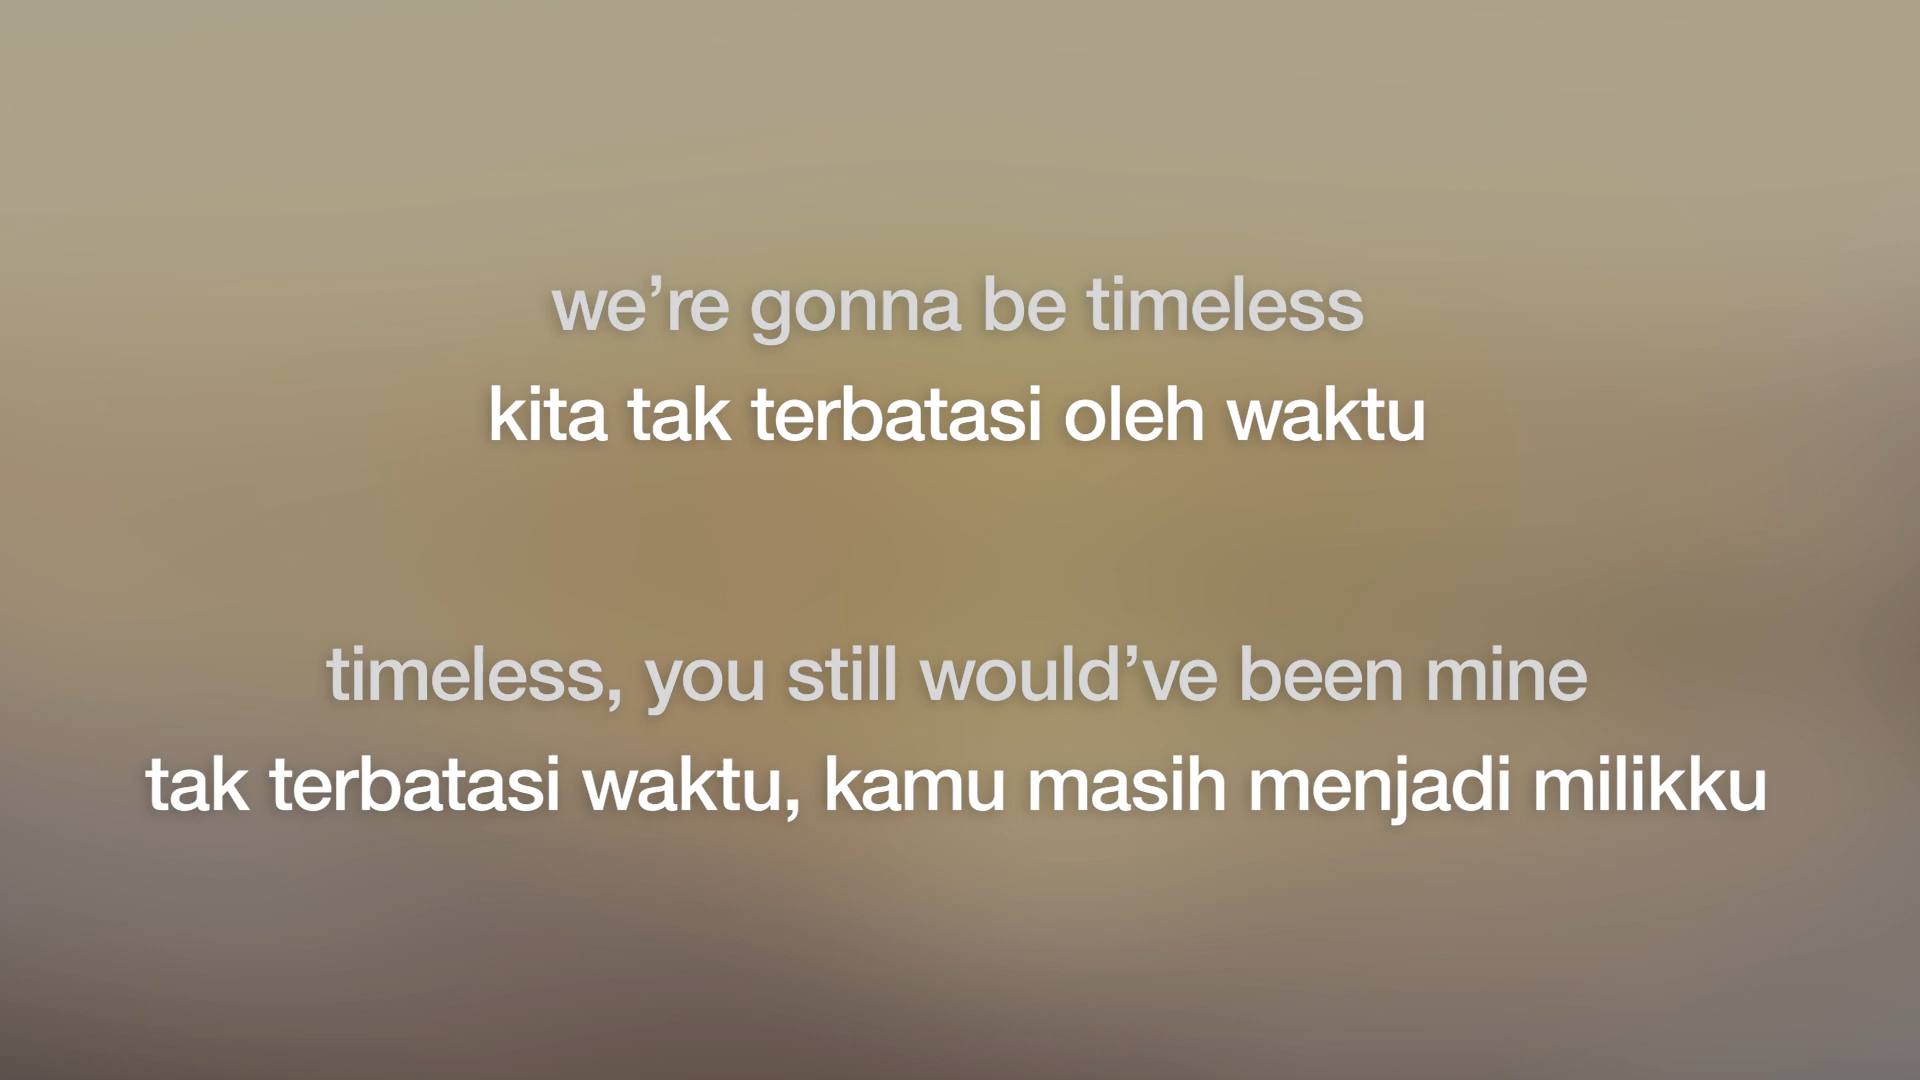 we’re gonna be timeless
kita tak terbatasi oleh waktu
timeless, you still would’ve been mine
tak terbatasi waktu, kamu masih menjadi milikku